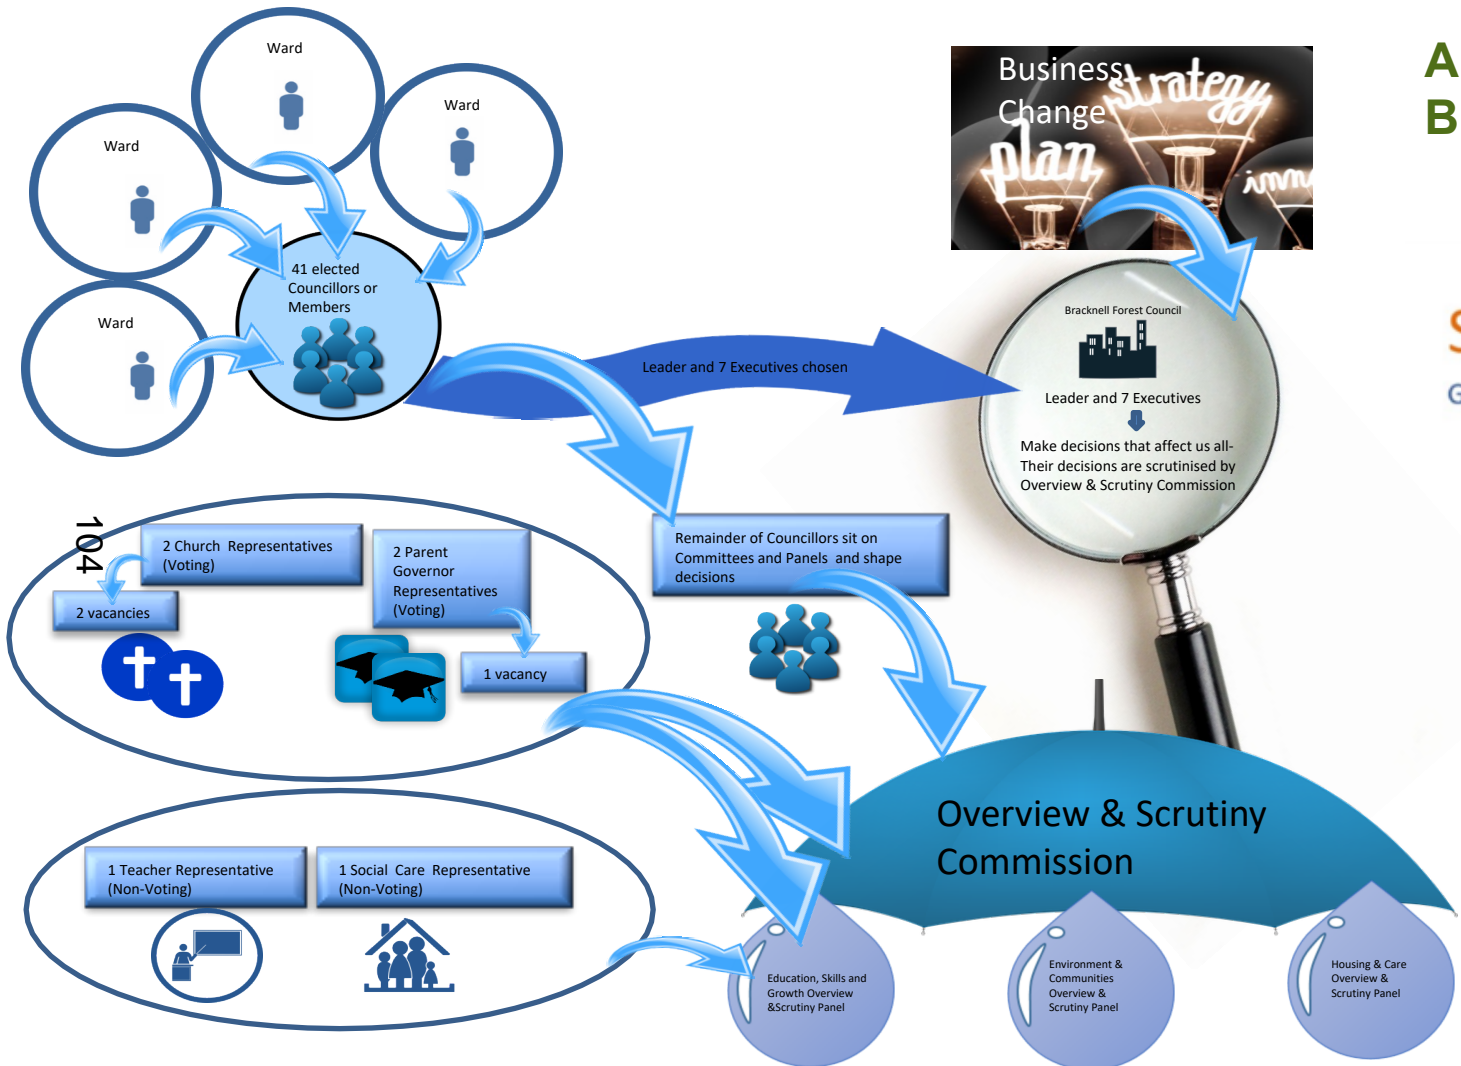 Ward
Ward
Ward
Ward
41 elected
Councillors or
Members
Business
Change
strategy
plan
A
B
S
G
Bracknell Forest Council
Leader and 7 Executives chosen
Leader and 7 Executives
Make decisions that affect us all-
Their decisions are scrutinised by
Overview & Scrutiny Commission
104
2 Church Representatives
(Voting)
2 vacancies
2 Parent
Governor
Representatives
(Voting)
1 vacancy
Remainder of Councillors sit on
Committees and Panels and shape
decisions
Overview & Scrutiny
Commission
1 Teacher Representative
(Non-Voting)
1 Social Care Representative
(Non-Voting)
Education, Skills and
Growth Overview
&Scrutiny Panel
Environment &
Communities
Overview &
Scrutiny Panel
Housing & Care
Overview &
Scrutiny Panel